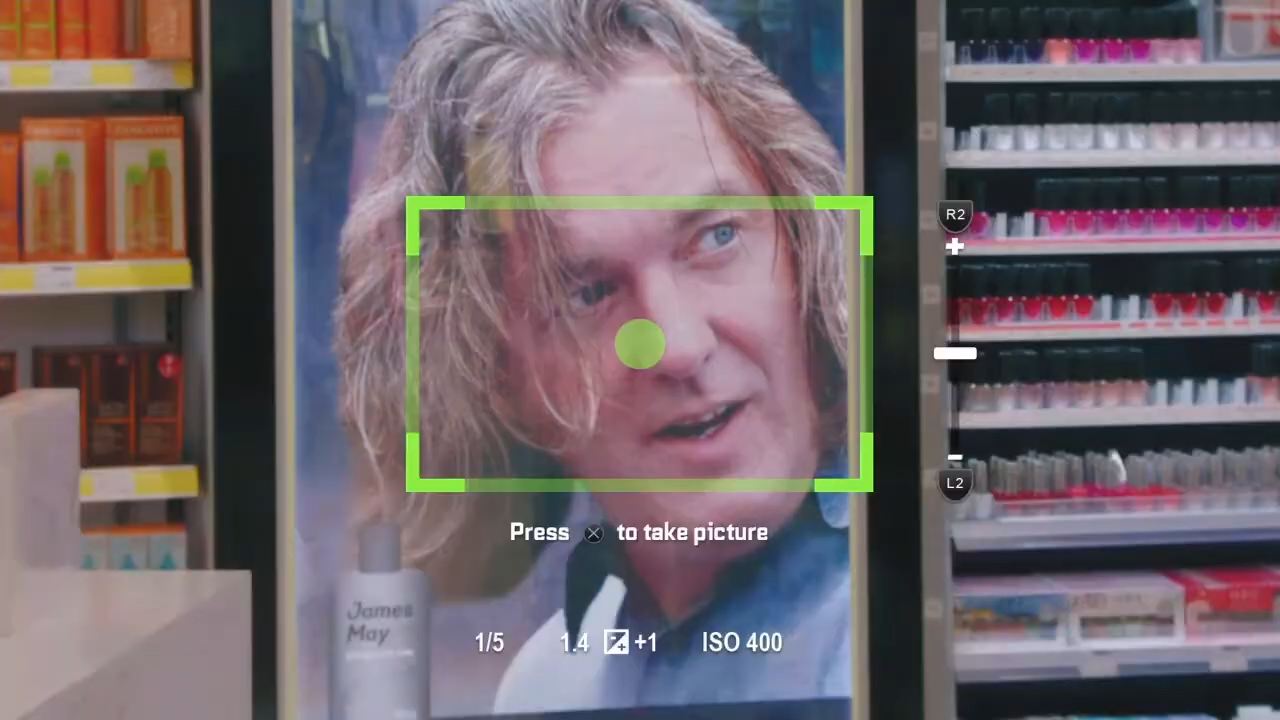 R2
L2
Press ⓧ to take picture
James
May
1/5 1.4 +1 ISO 400